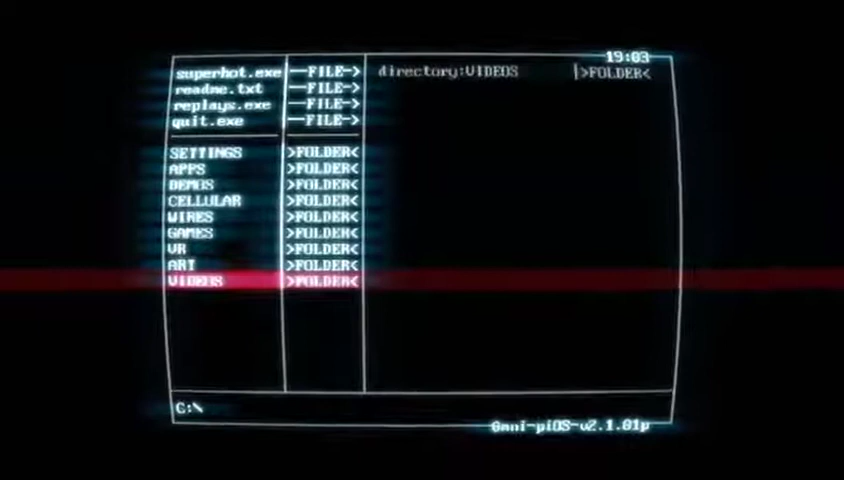 19:03
superhot.exe —FILE—> directory:VIDEOS >FOLDER<
readme.txt —FILE—>
replays.exe —FILE—>
quit.exe —FILE—>
SETTINGS >FOLDER<
APPS >FOLDER<
DEMOS >FOLDER<
CELLULAR >FOLDER<
WIRES >FOLDER<
GAMES >FOLDER<
VR >FOLDER<
ART >FOLDER<
VIDEOS >FOLDER<
C:\
Omni-piOS-v2.1.01p